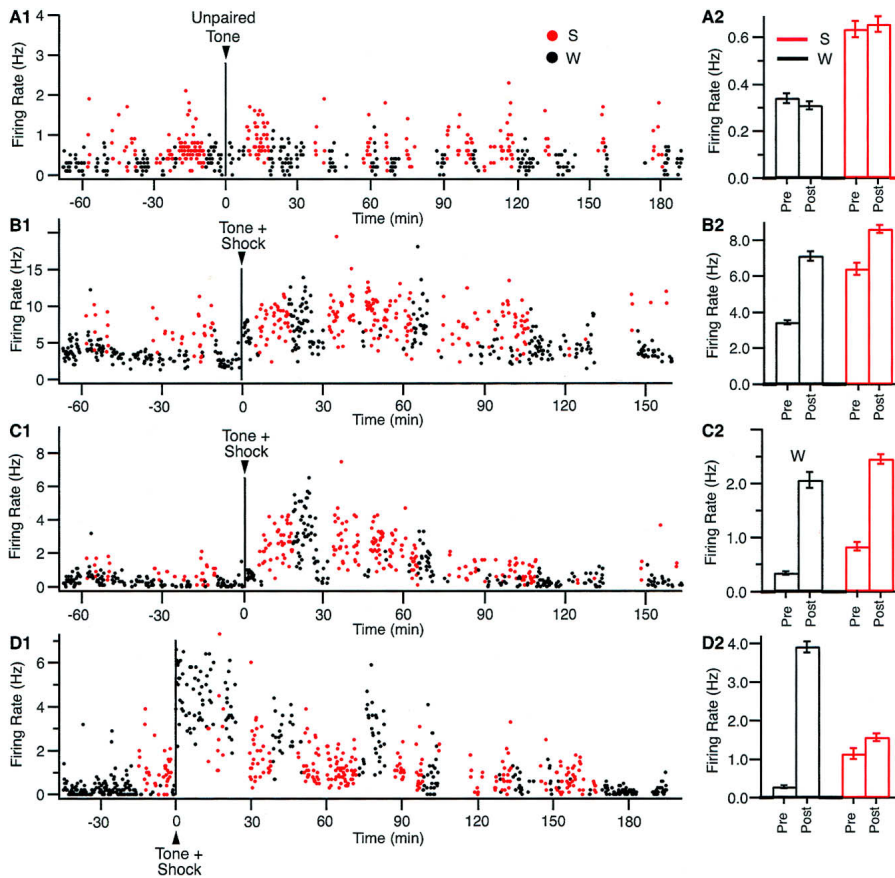 A1
Unpaired
Tone
S
W
Firing Rate (Hz)
4
3
2
1
0
-60
-30
0
30
60
90
120
150
180
Time (min)
A2
S
W
Firing Rate (Hz)
0.6
0.4
0.2
0.0
Pre
Post
Pre
Post
B1
Tone +
Shock
Firing Rate (Hz)
15
10
5
0
-60
-30
0
30
60
90
120
150
Time (min)
B2
Firing Rate (Hz)
8.0
6.0
4.0
2.0
0.0
Pre
Post
Pre
Post
C1
Tone +
Shock
Firing Rate (Hz)
8
6
4
2
0
-60
-30
0
30
60
90
120
150
Time (min)
C2
W
Firing Rate (Hz)
2.0
1.0
0.0
Pre
Post
Pre
Post
D1
Firing Rate (Hz)
6
4
2
0
-30
0
30
60
90
120
150
180
Time (min)
Tone +
Shock
D2
Firing Rate (Hz)
4.0
3.0
2.0
1.0
0.0
Pre
Post
Pre
Post